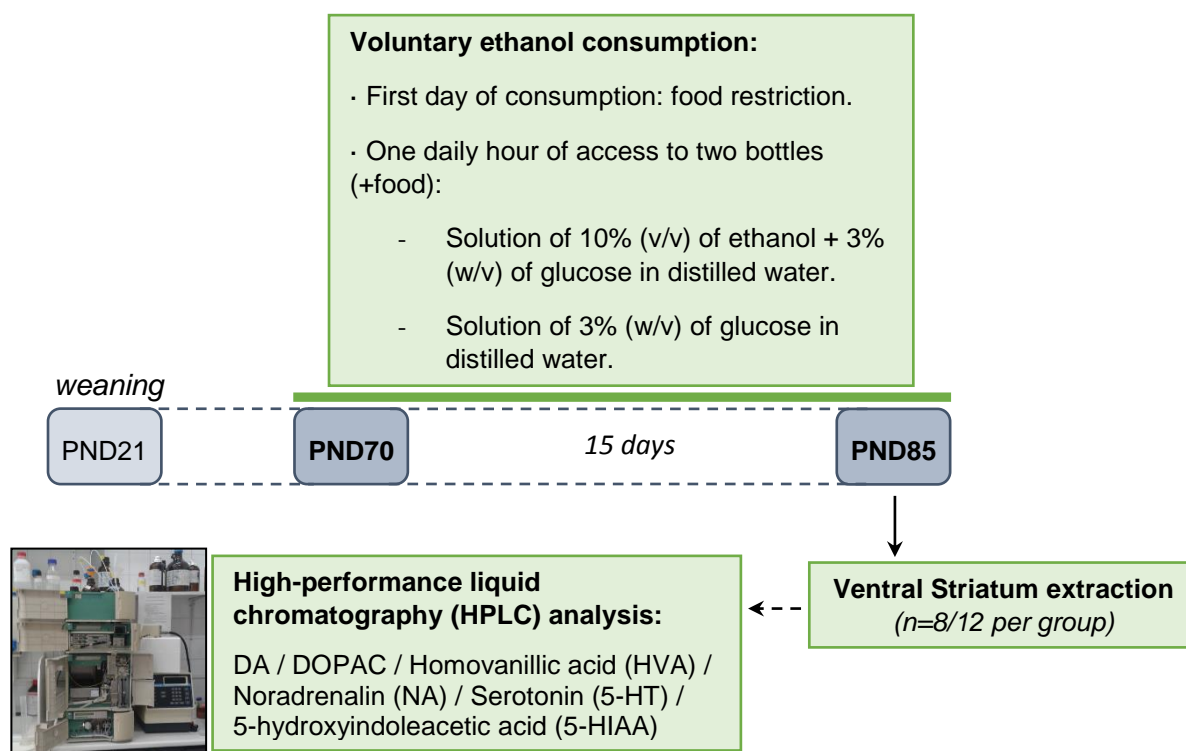 Voluntary ethanol consumption:
· First day of consumption: food restriction.
· One daily hour of access to two bottles
(+food):
- Solution of 10% (v/v) of ethanol + 3%
(w/v) of glucose in distilled water.
- Solution of 3% (w/v) of glucose in
distilled water.
weaning
PND21
PND70
15 days
PND85
Ventral Striatum extraction
(n=8/12 per group)
High-performance liquid
chromatography (HPLC) analysis:
DA / DOPAC / Homovanillic acid (HVA) /
Noradrenalin (NA) / Serotonin (5-HT) /
5-hydroxyindoleacetic acid (5-HIAA)